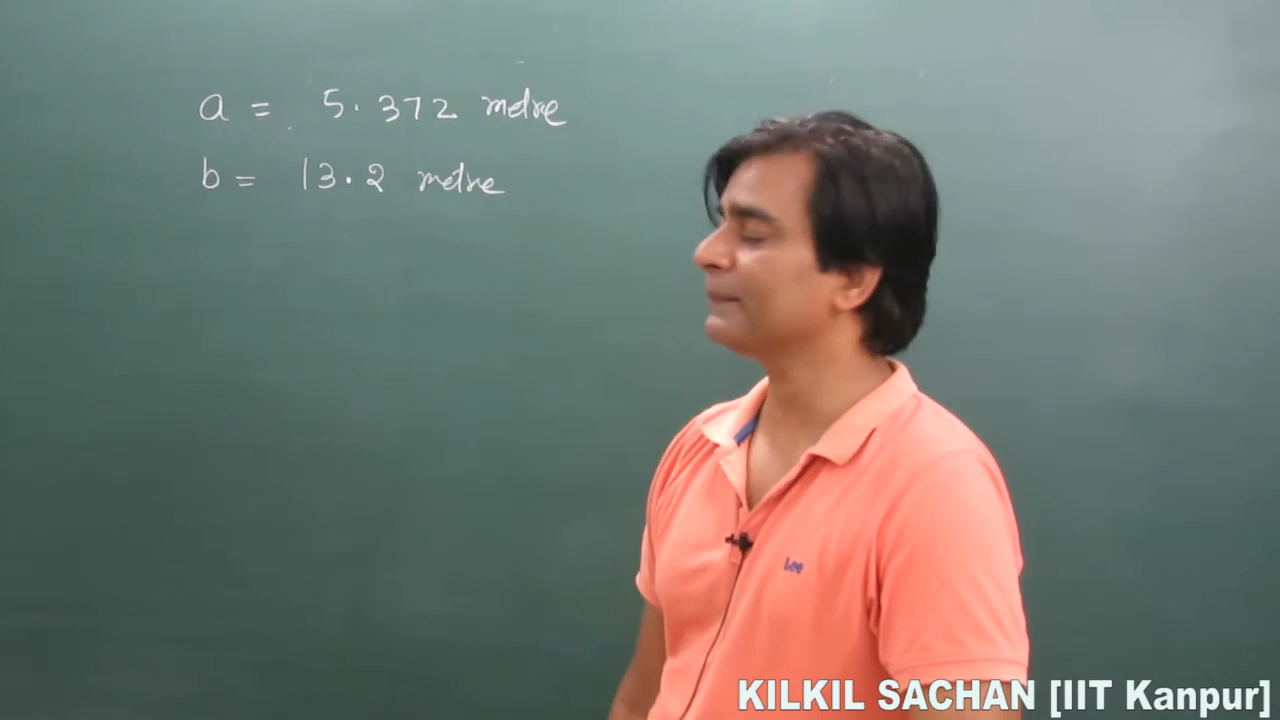 a = 5.372 metre
b = 13.2 metre
Lee
KILKIL SACHAN [IIT Kanpur]